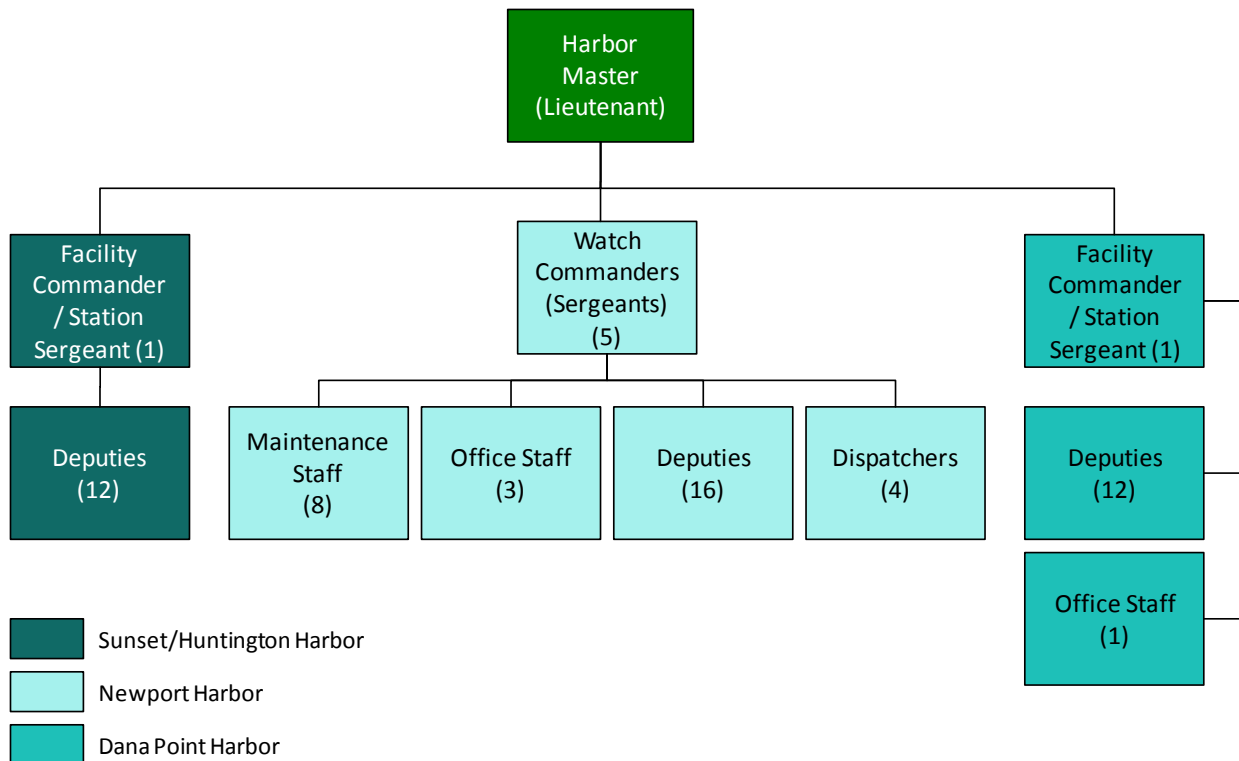 Harbor
Master
(Lieutenant)
Facility
Commander
/ Station
Sergeant (1)
Watch
Commanders
(Sergeants)
(5)
Facility
Commander
/ Station
Sergeant (1)
Deputies
(12)
Maintenance
Staff
(8)
Office Staff
(3)
Deputies
(16)
Dispatchers
(4)
Deputies
(12)
Office Staff
(1)
Sunset/Huntington Harbor
Newport Harbor
Dana Point Harbor